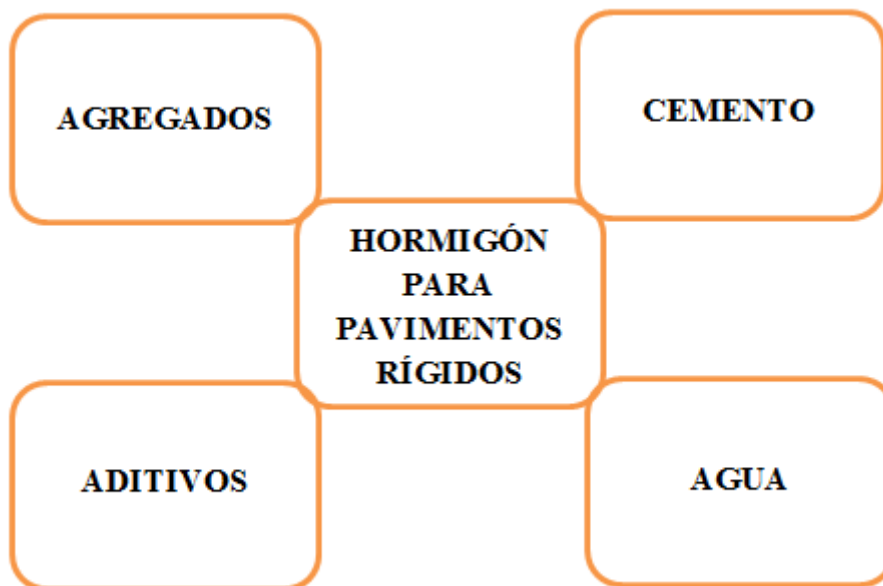 AGREGADOS
CEMENTO
HORMIGÓN
PARA
PAVIMENTOS
RÍGIDOS
ADITIVOS
AGUA